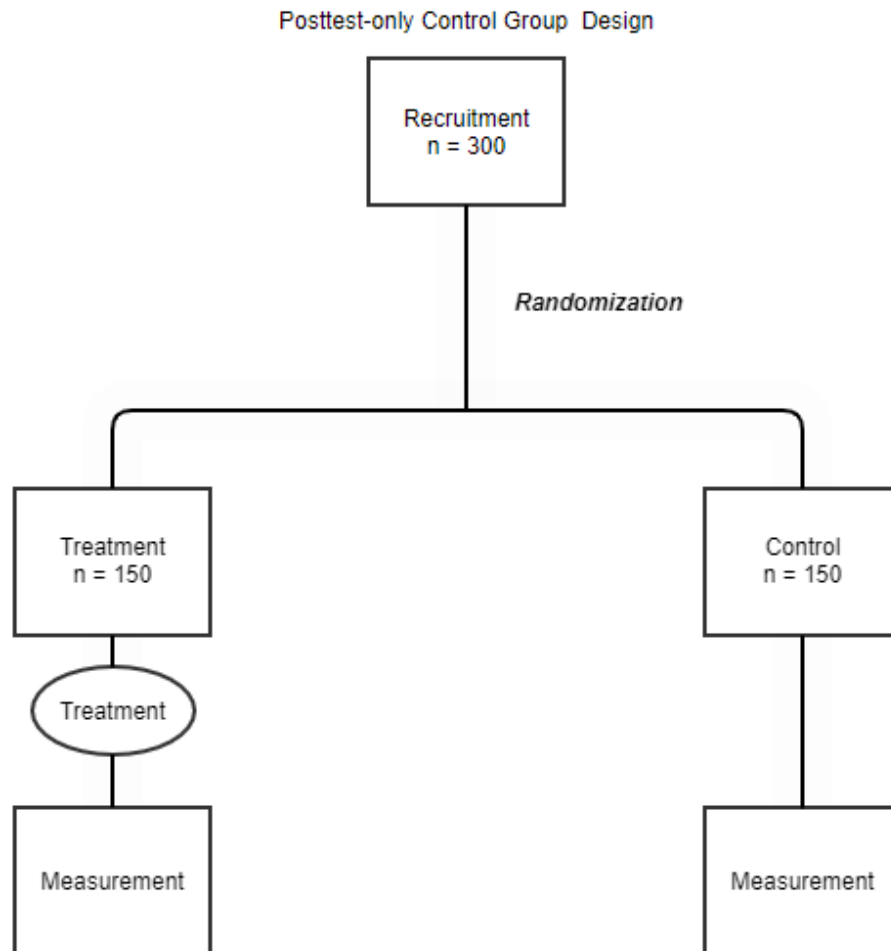 Posttest-only Control Group Design
Recruitment
n = 300
Randomization
Treatment
n = 150
Control
n = 150
Treatment
Measurement
Measurement